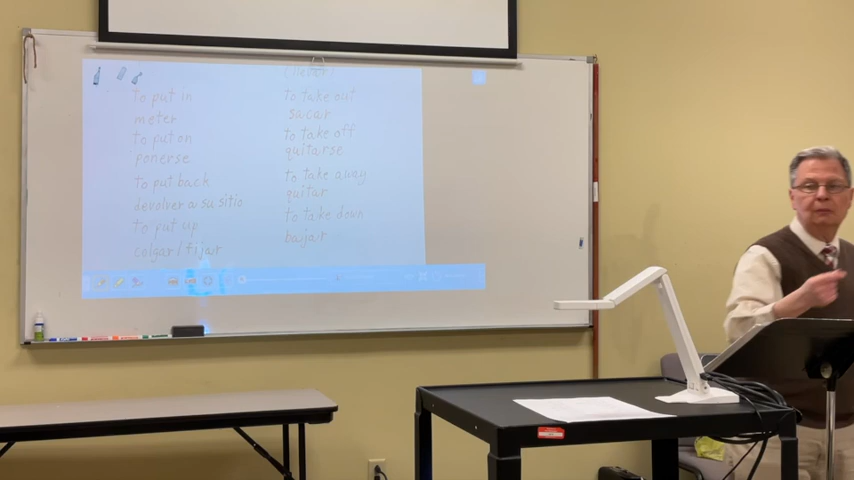 (llevar)
to put in
meter
to put on
ponerse
to put back
devolver a su sitio
to put up
colgar/fijar
to take out
sacar
to take off
quitarse
to take away
quitar
to take down
bajar